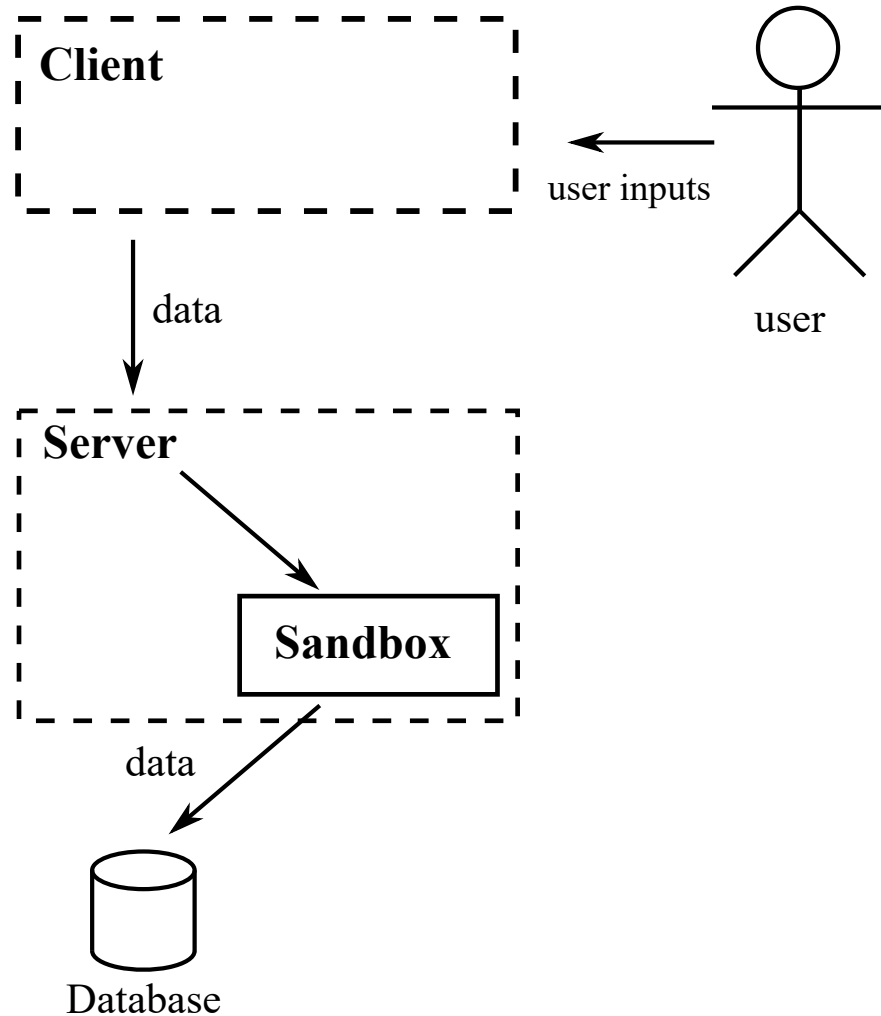 Client
user inputs
user
data
Server
Sandbox
data
Database